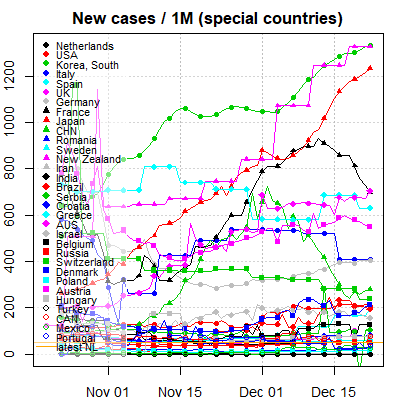 New cases / 1M (special countries)
1200
1000
800
600
400
200
0
Netherlands
USA
Korea, South
Italy
Spain
UK
Germany
France
Japan
CHN
Romania
Sweden
New Zealand
Iran
India
Brazil
Serbia
Croatia
Greece
AUS
Israel
Belgium
Russia
Switzerland
Denmark
Poland
Austria
Hungary
Turkey
CAN
Mexico
Portugal
latest NL
Nov 01
Nov 15
Dec 01
Dec 15